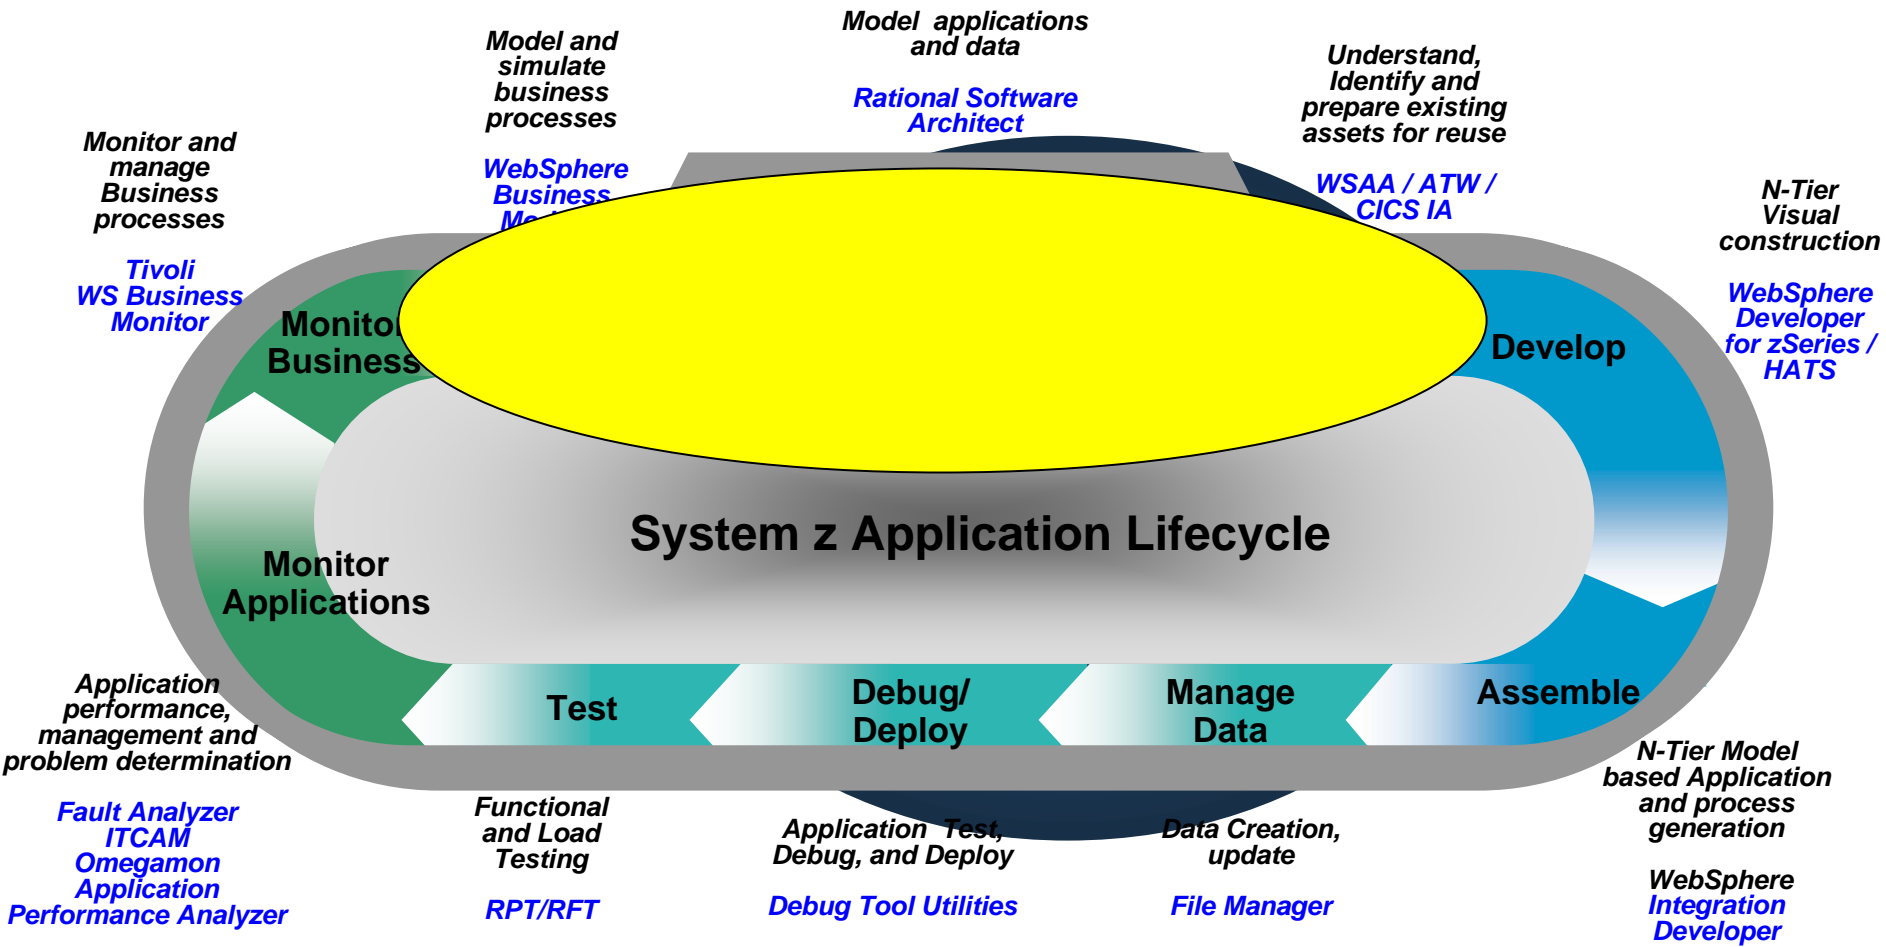 Model  applications
and data
Rational Software
Architect
Model and
simulate
business
processes
WebSphere
Business
Understand,
Identify and
prepare existing
assets for reuse
WSAA / ATW /
CICS IA
Monitor and
manage
Business
processes
Tivoli
WS Business
Monitor
N-Tier
Visual
construction
WebSphere
Developer
for zSeries /
HATS
Monitor
Business
Develop
System z Application Lifecycle
Monitor
Applications
Test
Debug/
Deploy
Manage
Data
Assemble
Application
performance,
management and
problem determination
Fault Analyzer
ITCAM
Omegamon
Application
Performance Analyzer
Functional
and Load
Testing
RPT/RFT
Application  Test,
Debug, and Deploy
Debug Tool Utilities
Data Creation,
update
File Manager
N-Tier Model
based Application
and process
generation
WebSphere
Integration
Developer